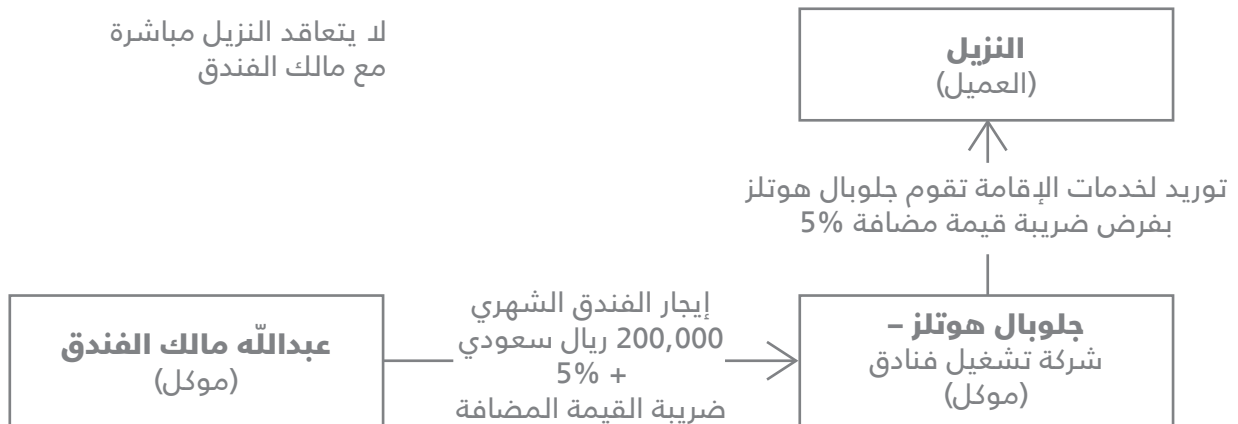 لا يتعاقد النزيل مباشرة
مع مالك الفندق
النزيل
(العميل)
توريد لخدمات الإقامة تقوم جلوبال هوتلز
بفرض ضريبة قيمة مضافة 5%
جلوبال هوتلز –
شركة تشغيل فنادق
(موكل)
إيجار الفندق الشهري
200,000 ريال سعودي
+ 5%
ضريبة القيمة المضافة
عبدالله مالك الفندق
(موكل)